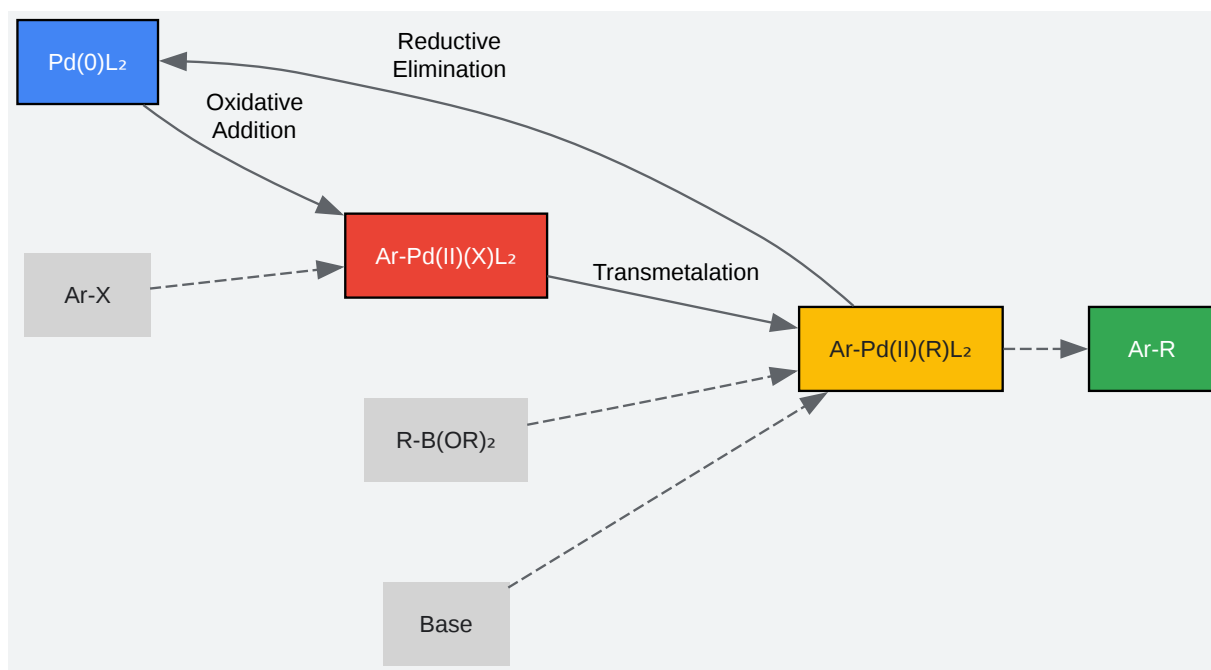 Pd(0)L₂
Reductive
Elimination
Oxidative
Addition
Ar-Pd(II)(X)L₂
Ar-X
Transmetalation
Ar-Pd(II)(R)L₂
Ar-R
R-B(OR)₂
Base